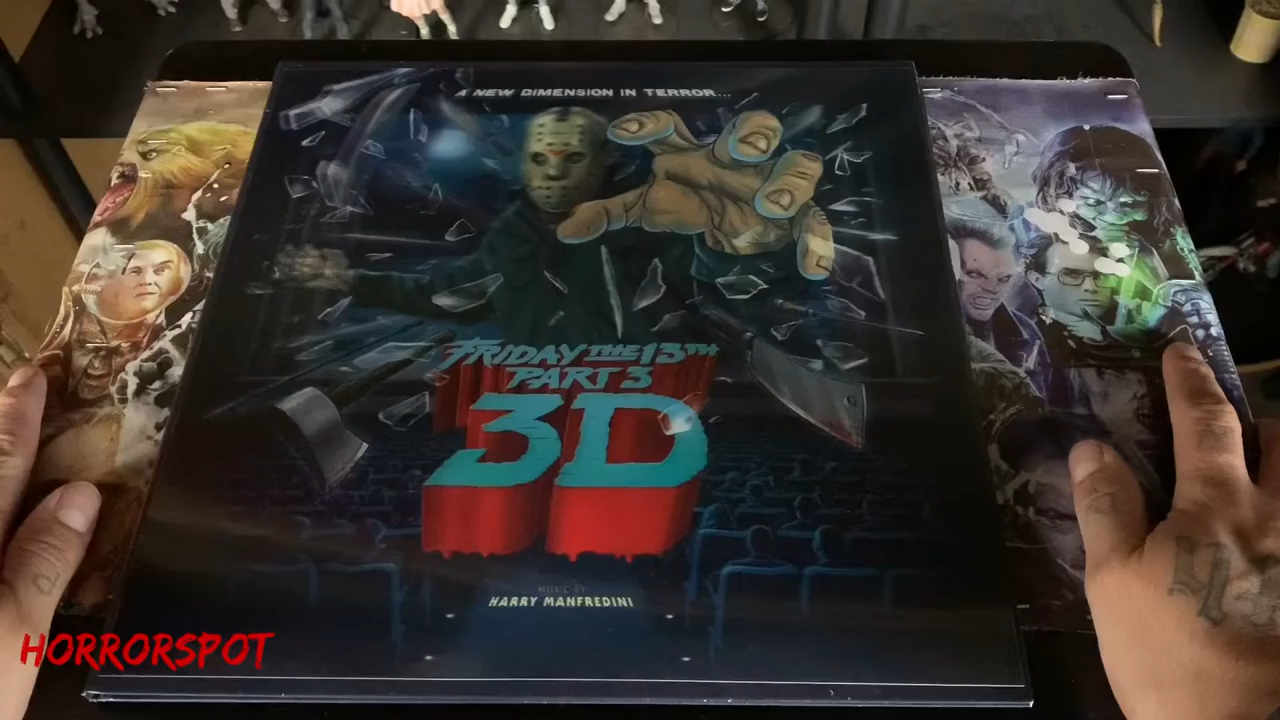 A NEW DIMENSION IN TERROR...
FRIDAY THE 13TH
PART 3
3D
MUSIC BY
HARRY MANFREDINI
HORRORSPOT